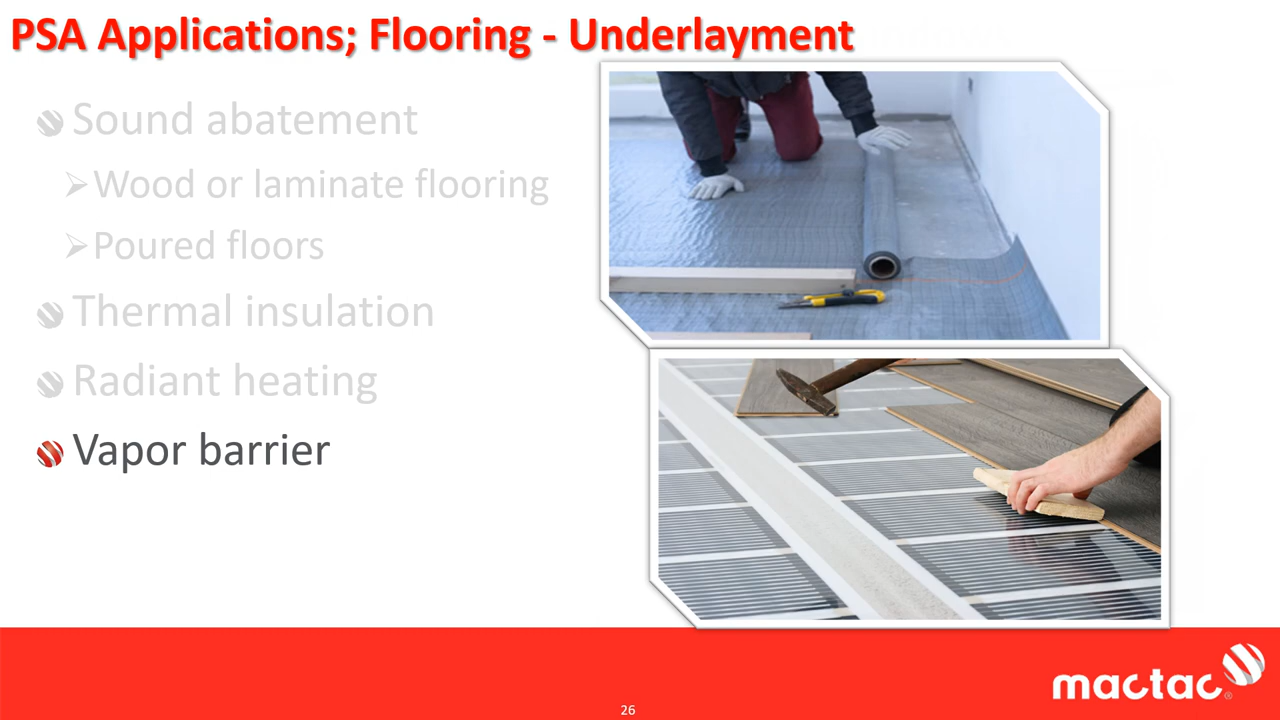 PSA Applications; Flooring - Underlayment
Sound abatement
Wood or laminate flooring
Poured floors
Thermal insulation
Radiant heating
Vapor barrier
mactac®
26